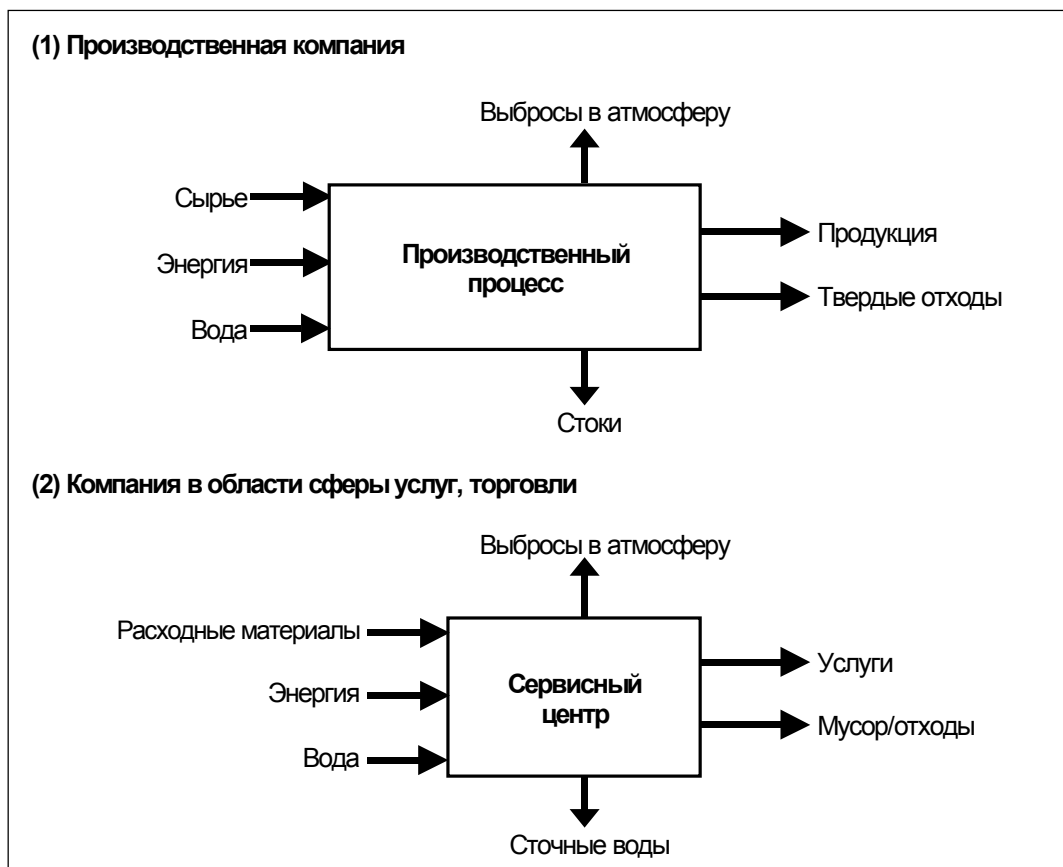 (1) Производственная компания
Выбросы в атмосферу
Сырье
Энергия
Вода
Производственный
процесс
Продукция
Твердые отходы
Стоки
(2) Компания в области сферы услуг, торговли
Выбросы в атмосферу
Расходные материалы
Энергия
Вода
Сервисный
центр
Услуги
Мусор/отходы
Сточные воды